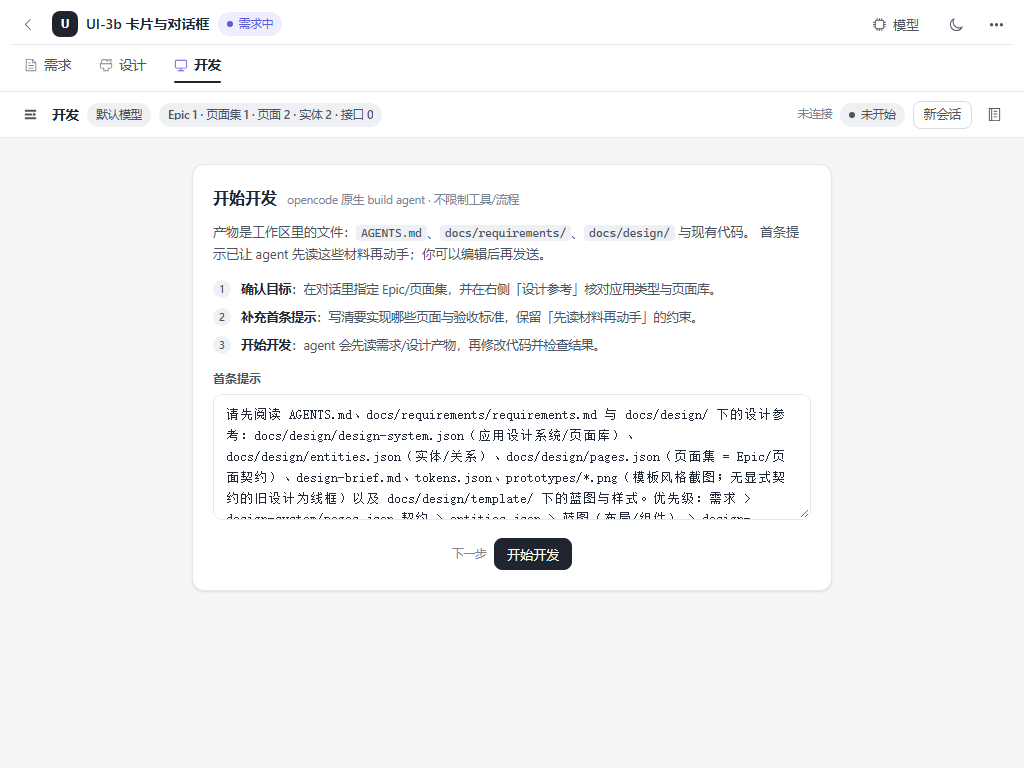 U UI-3b 卡片与对话框 需求中 模型
需求 设计 开发
开发 默认模型 Epic 1 · 页面集 1 · 页面 2 · 实体 2 · 接口 0 未连接 未开始 新会话
开始开发 opencode 原生 build agent · 不限制工具/流程
产物是工作区里的文件： AGENTS.md 、 docs/requirements/ 、 docs/design/ 与现有代码。 首条提
示已让 agent 先读这些材料再动手；你可以编辑后再发送。
1 确认目标：在对话里指定 Epic/页面集，并在右侧「设计参考」核对应用类型与页面库。
2 补充首条提示：写清要实现哪些页面与验收标准，保留「先读材料再动手」的约束。
3 开始开发：agent 会先读需求/设计产物，再修改代码并检查结果。
首条提示
请先阅读 AGENTS.md、docs/requirements/requirements.md 与 docs/design/ 下的设计参
考：docs/design/design-system.json（应用设计系统/页面库）、
docs/design/entities.json（实体/关系）、docs/design/pages.json（页面集 = Epic/页
面契约）、design-brief.md、tokens.json、prototypes/*.png（模板风格截图；无显式契
约的旧设计为线框）以及 docs/design/template/ 下的蓝图与样式。优先级：需求 >
design-system/pages.json 契约 > entities.json > 蓝图（布局/组件） > design-
下一步 开始开发